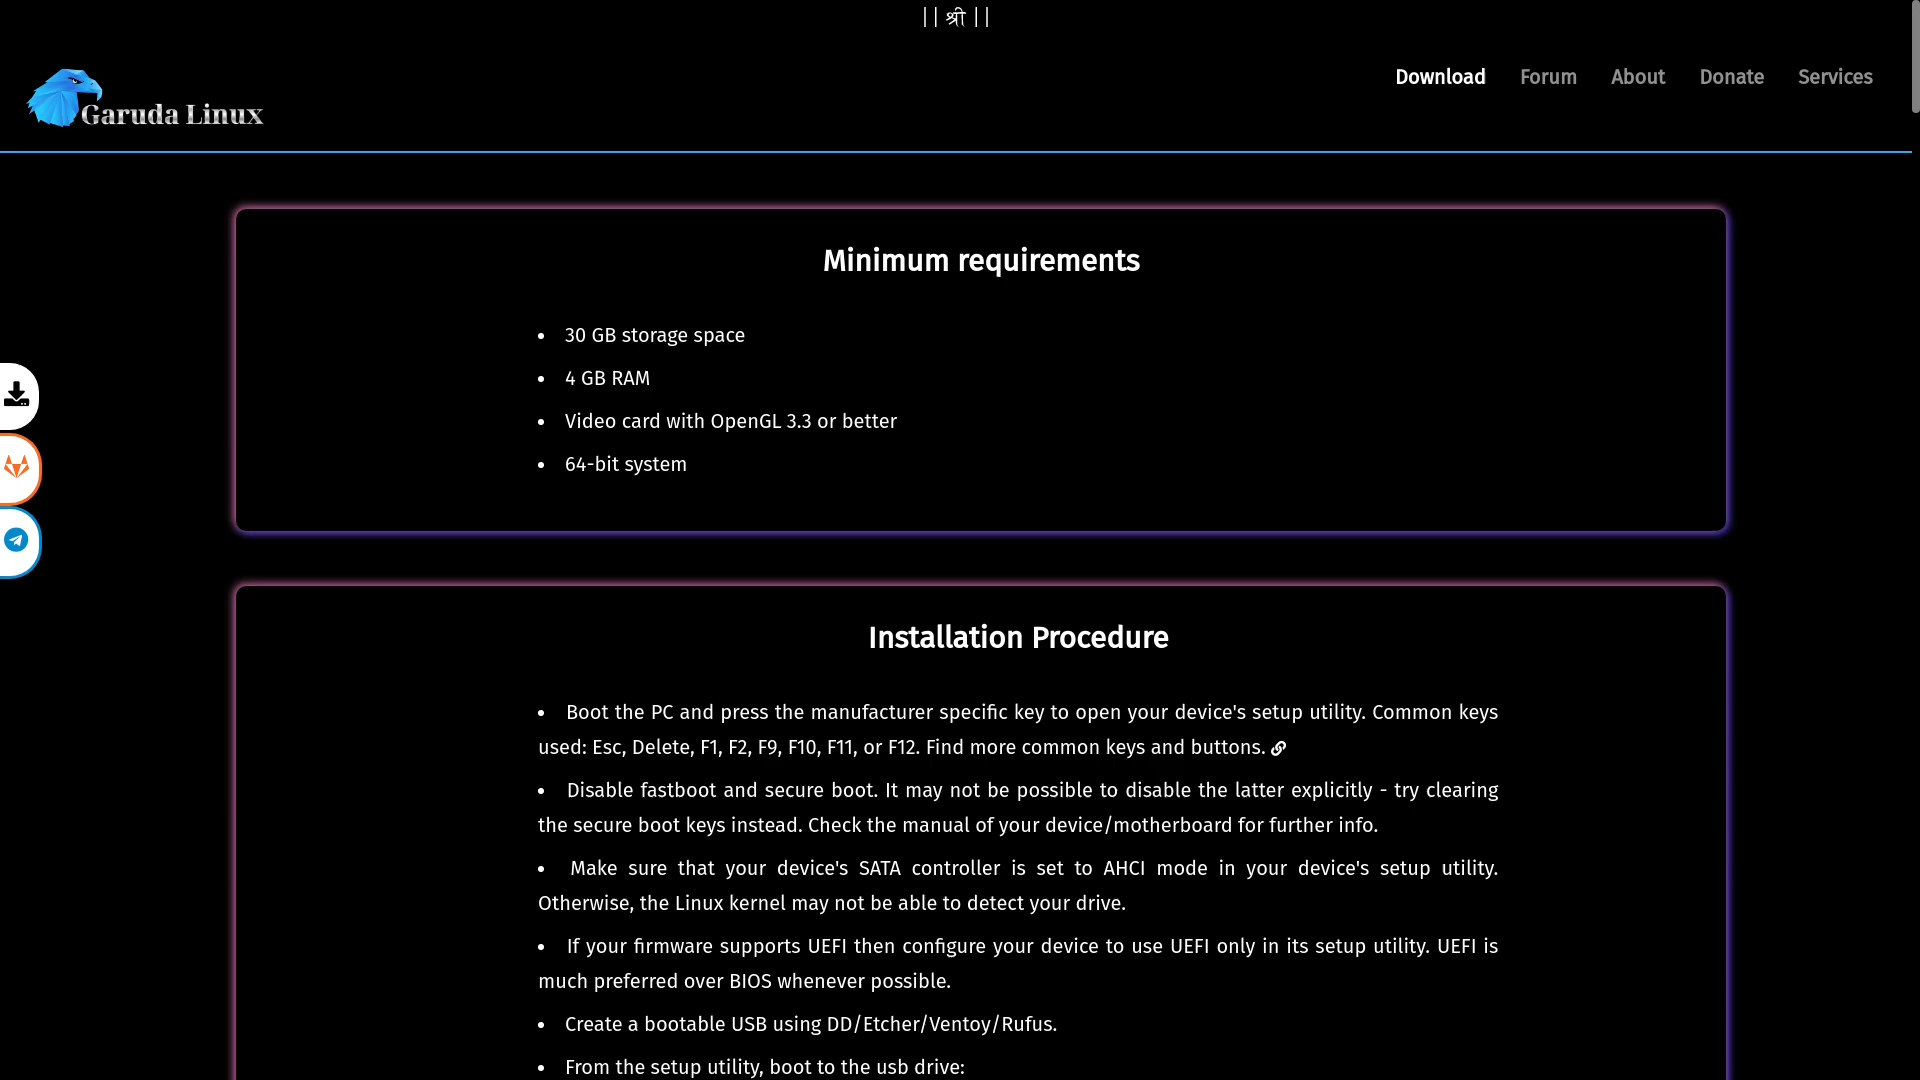 || श्री ||
Garuda Linux
Download Forum About Donate Services
Minimum requirements
• 30 GB storage space
• 4 GB RAM
• Video card with OpenGL 3.3 or better
• 64-bit system
Installation Procedure
• Boot the PC and press the manufacturer specific key to open your device's setup utility. Common keys
used: Esc, Delete, F1, F2, F9, F10, F11, or F12. Find more common keys and buttons.
• Disable fastboot and secure boot. It may not be possible to disable the latter explicitly - try clearing
the secure boot keys instead. Check the manual of your device/motherboard for further info.
• Make sure that your device's SATA controller is set to AHCI mode in your device's setup utility.
Otherwise, the Linux kernel may not be able to detect your drive.
• If your firmware supports UEFI then configure your device to use UEFI only in its setup utility. UEFI is
much preferred over BIOS whenever possible.
• Create a bootable USB using DD/Etcher/Ventoy/Rufus.
• From the setup utility, boot to the usb drive: